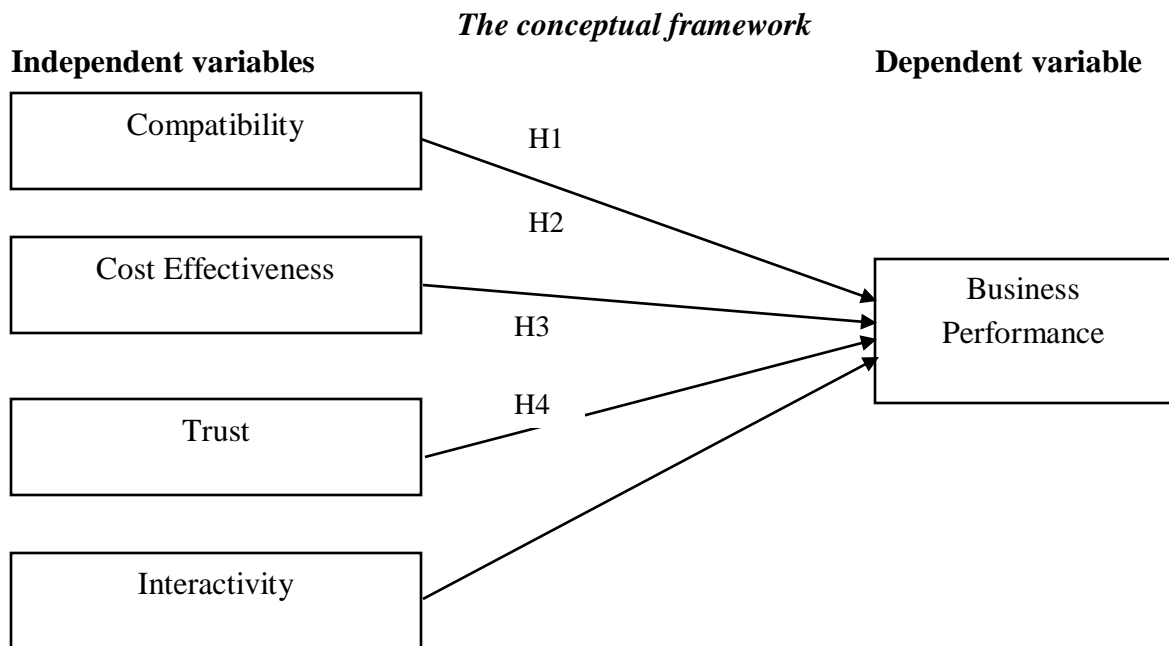 The conceptual framework
Independent variables
Dependent variable
Compatibility
H1
H2
Cost Effectiveness
Business
Performance
H3
H4
Trust
Interactivity